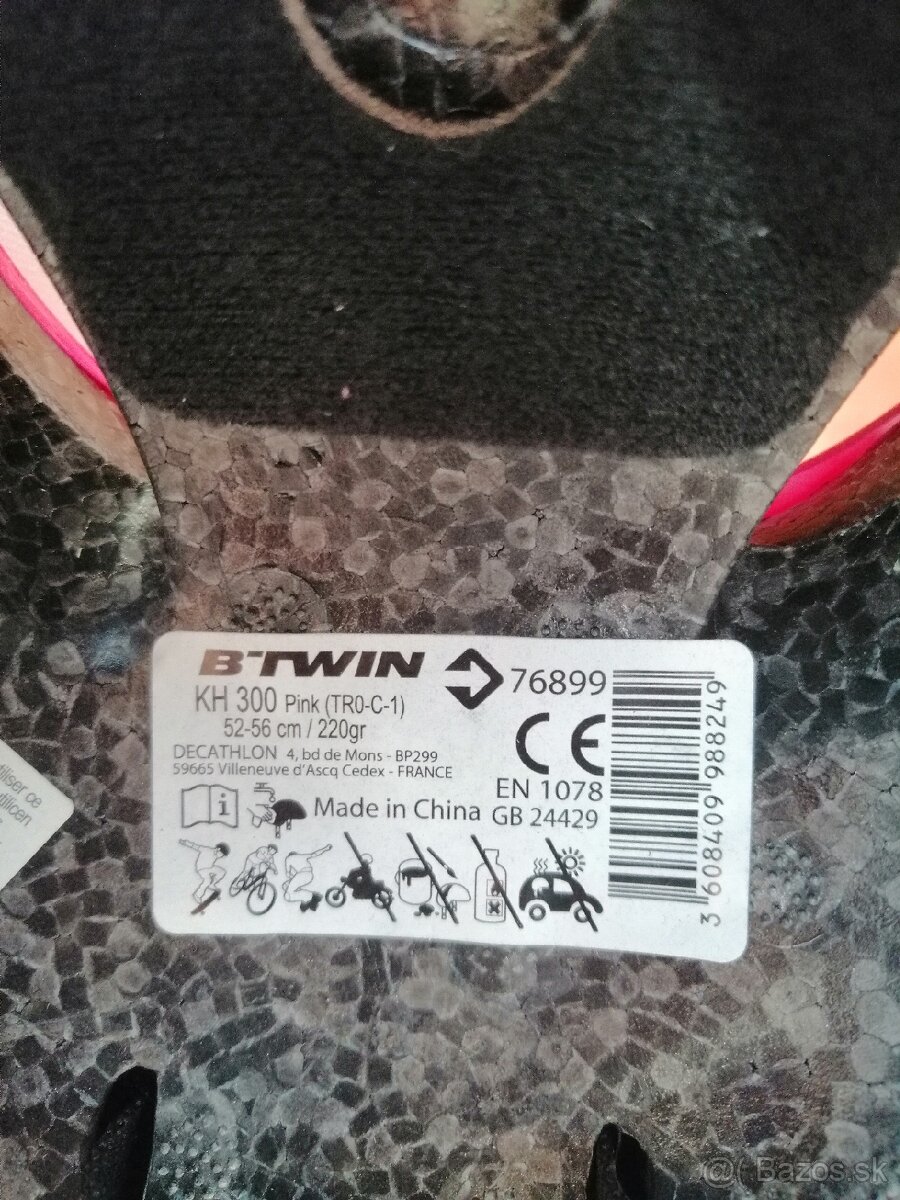 B'TWIN
76899
KH 300 Pink (TR0-C-1)
52-56 cm / 220gr
DECATHLON 4, bd de Mons - BP299
59665 Villeneuve d'Ascq Cedex - FRANCE
CE
EN 1078
Made in China GB 24429
3 608409 988249
@ Bazos.sk